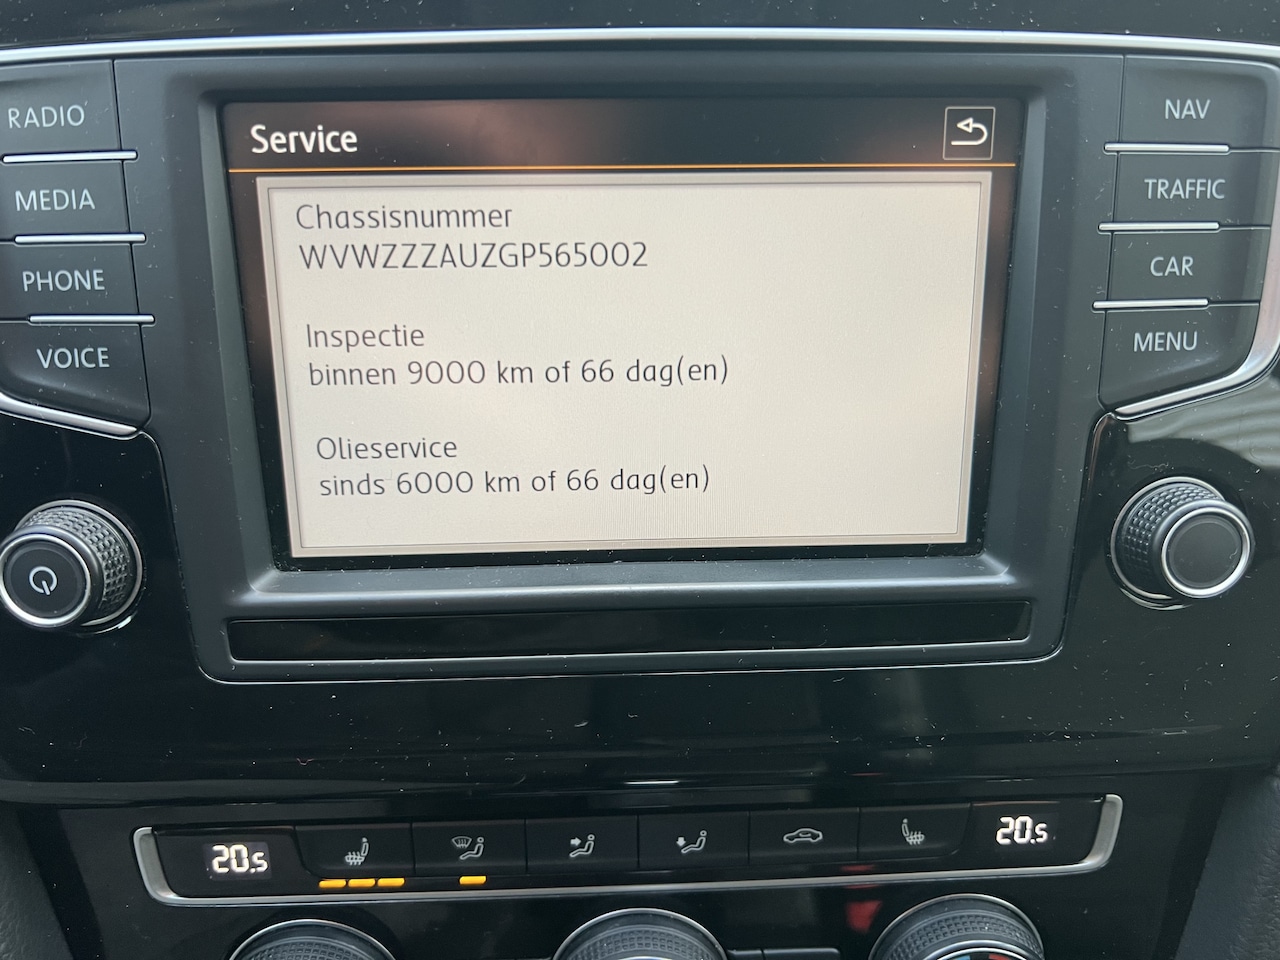 RADIO
MEDIA
PHONE
VOICE
Service
Chassisnummer
WVWZZZAUZGP565002
Inspectie
binnen 9000 km of 66 dag(en)
Olieservice
sinds 6000 km of 66 dag(en)
NAV
TRAFFIC
CAR
MENU
20.5
20.5